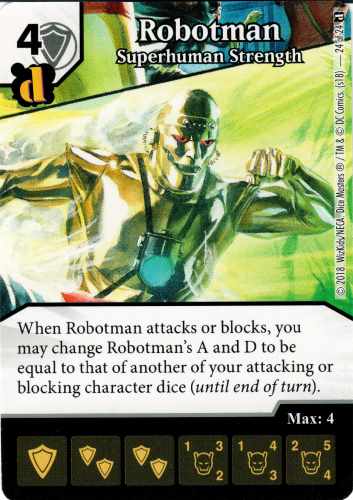 4
Robotman
Superhuman Strength
© 2018 WizKids/NECA. Dice Masters ® / TM & © DC Comics. (s18) — 24 of 24
When Robotman attacks or blocks, you
may change Robotman's A and D to be
equal to that of another of your attacking or
blocking character dice (until end of turn).
Max: 4
1 3
2
1 4
3
2 5
4